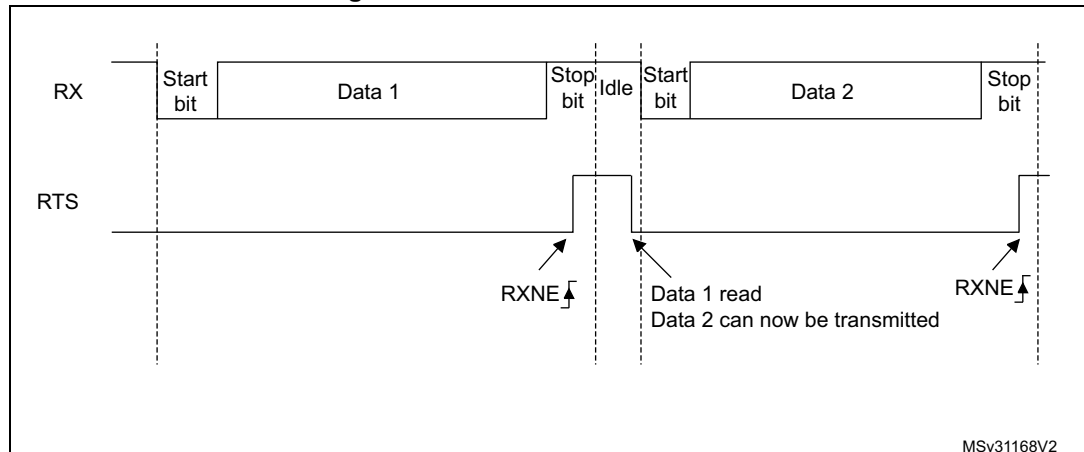 RX
Start bit
Data 1
Stop bit
Idle
Start bit
Data 2
Stop bit
RTS
RXNE
Data 1 read
Data 2 can now be transmitted
RXNE
MSv31168V2